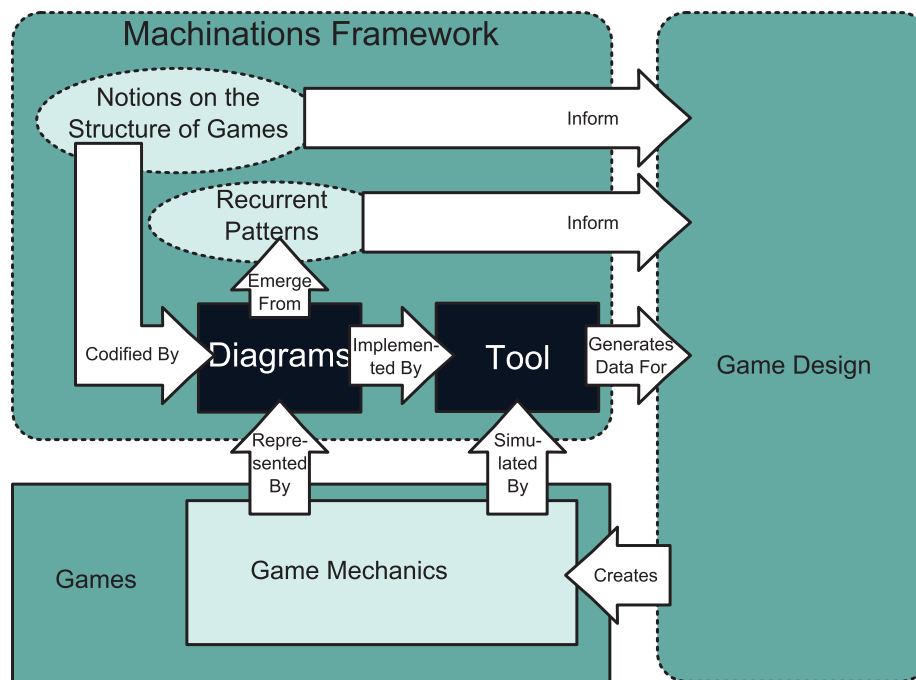 Machinations Framework
Notions on the
Structure of Games
Inform
Recurrent
Patterns
Inform
Emerge
From
Codified By
Diagrams
Implemen-
ted By
Tool
Generates
Data For
Game Design
Repre-
sented
By
Simu-
lated
By
Games
Game Mechanics
Creates